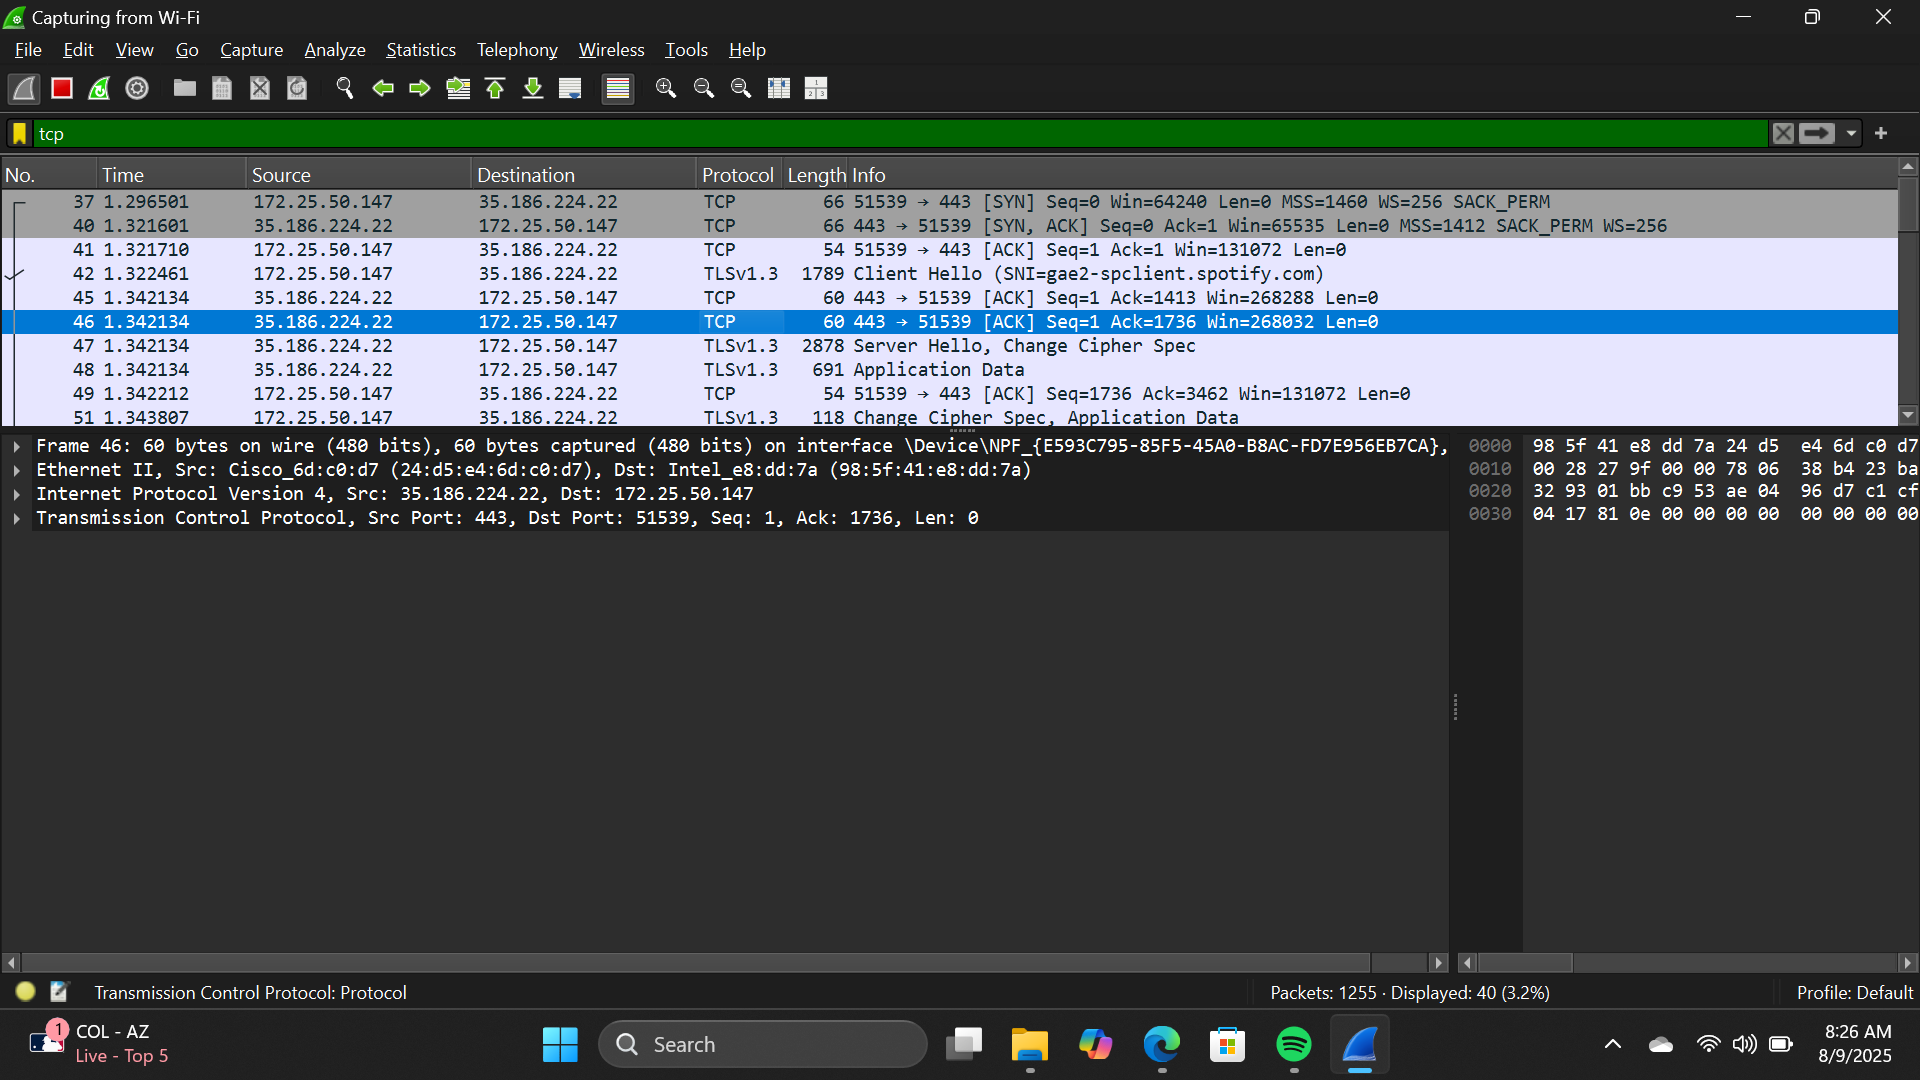 Capturing from Wi-Fi
File Edit View Go Capture Analyze Statistics Telephony Wireless Tools Help
tcp
No. Time Source Destination Protocol Length Info
37 1.296501 172.25.50.147 35.186.224.22 TCP 66 51539 → 443 [SYN] Seq=0 Win=64240 Len=0 MSS=1460 WS=256 SACK_PERM
40 1.321601 35.186.224.22 172.25.50.147 TCP 66 443 → 51539 [SYN, ACK] Seq=0 Ack=1 Win=65535 Len=0 MSS=1412 SACK_PERM WS=256
41 1.321710 172.25.50.147 35.186.224.22 TCP 54 51539 → 443 [ACK] Seq=1 Ack=1 Win=131072 Len=0
42 1.322461 172.25.50.147 35.186.224.22 TLSv1.3 1789 Client Hello (SNI=gae2-spclient.spotify.com)
45 1.342134 35.186.224.22 172.25.50.147 TCP 60 443 → 51539 [ACK] Seq=1 Ack=1413 Win=268288 Len=0
46 1.342134 35.186.224.22 172.25.50.147 TCP 60 443 → 51539 [ACK] Seq=1 Ack=1736 Win=268032 Len=0
47 1.342134 35.186.224.22 172.25.50.147 TLSv1.3 2878 Server Hello, Change Cipher Spec
48 1.342134 35.186.224.22 172.25.50.147 TLSv1.3 691 Application Data
49 1.342212 172.25.50.147 35.186.224.22 TCP 54 51539 → 443 [ACK] Seq=1736 Ack=3462 Win=131072 Len=0
51 1.343807 172.25.50.147 35.186.224.22 TLSv1.3 118 Change Cipher Spec, Application Data
Frame 46: 60 bytes on wire (480 bits), 60 bytes captured (480 bits) on interface \Device\NPF_{E593C795-85F5-45A0-B8AC-FD7E956EB7CA},
Ethernet II, Src: Cisco_6d:c0:d7 (24:d5:e4:6d:c0:d7), Dst: Intel_e8:dd:7a (98:5f:41:e8:dd:7a)
Internet Protocol Version 4, Src: 35.186.224.22, Dst: 172.25.50.147
Transmission Control Protocol, Src Port: 443, Dst Port: 51539, Seq: 1, Ack: 1736, Len: 0
0000 98 5f 41 e8 dd 7a 24 d5 e4 6d c0 d7
0010 00 28 27 9f 00 00 78 06 38 b4 23 ba
0020 32 93 01 bb c9 53 ae 04 96 d7 c1 cf
0030 04 17 81 0e 00 00 00 00 00 00 00 00
Transmission Control Protocol: Protocol
Packets: 1255 · Displayed: 40 (3.2%)
Profile: Default
1
COL - AZ
Live - Top 5
Search
8:26 AM
8/9/2025